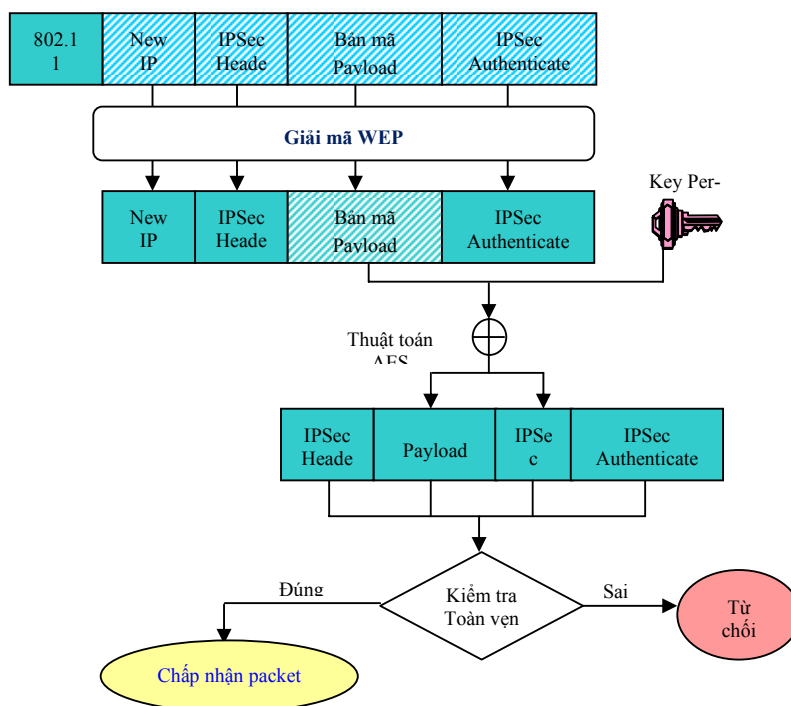 802.1
1
New
IP
IPSec
Heade
Bản mã
Payload
IPSec
Authenticate
Giải mã WEP
Key Per-
New
IP
IPSec
Heade
Bản mã
Payload
IPSec
Authenticate
Thuật toán
AES
IPSec
Heade
Payload
IPSe
c
IPSec
Authenticate
Đúng
Kiểm tra
Toàn vẹn
Sai
Từ
chối
Chấp nhận packet